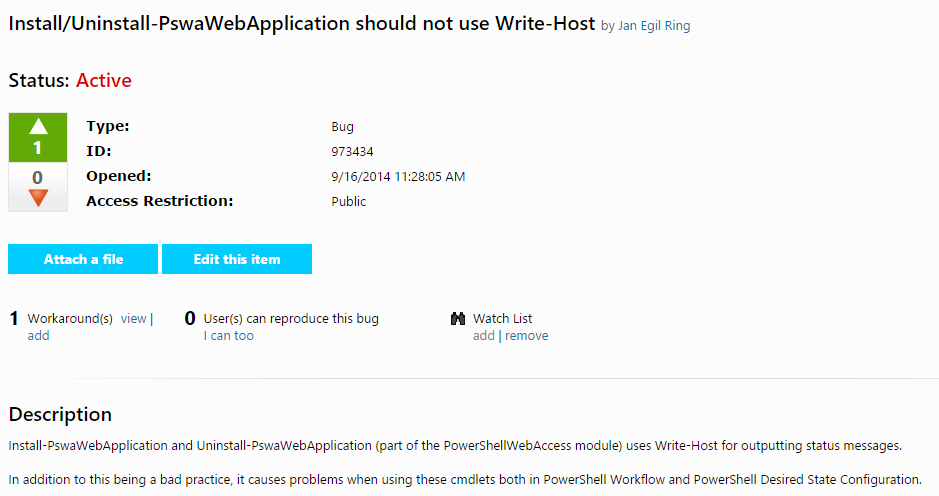 Install/Uninstall-PswaWebApplication should not use Write-Host by Jan Egil Ring
Status: Active
1
0
Type: Bug
ID: 973434
Opened: 9/16/2014 11:28:05 AM
Access Restriction: Public
Attach a file Edit this item
1 Workaround(s) view | 0 User(s) can reproduce this bug Watch List
add I can too add | remove
Description
Install-PswaWebApplication and Uninstall-PswaWebApplication (part of the PowerShellWebAccess module) uses Write-Host for outputting status messages.
In addition to this being a bad practice, it causes problems when using these cmdlets both in PowerShell Workflow and PowerShell Desired State Configuration.